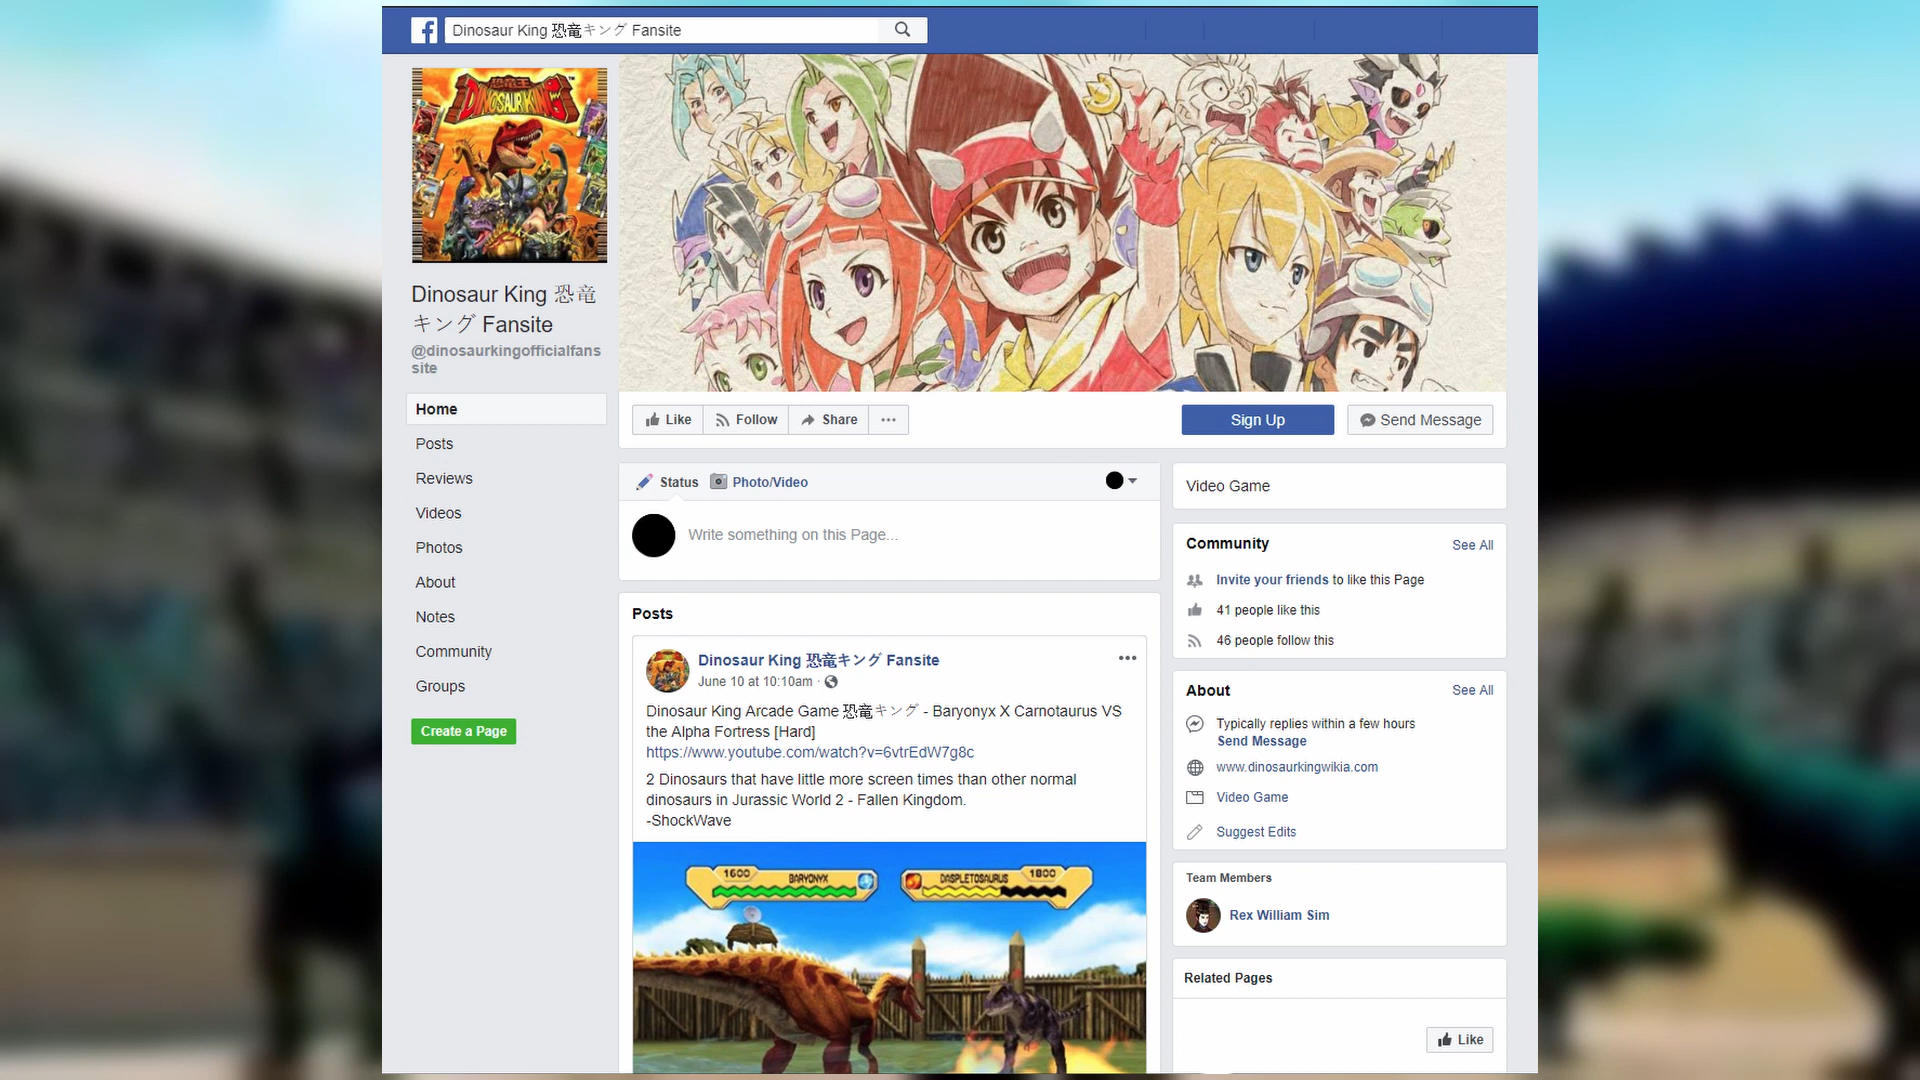 Dinosaur King 恐竜キング Fansite
恐竜王
DINOSAUR KING
Dinosaur King 恐竜
キング Fansite
@dinosaurkingofficialfans
site
Home
Posts
Reviews
Videos
Photos
About
Notes
Community
Groups
Create a Page
Like Follow Share ...
Sign Up Send Message
Status Photo/Video
Write something on this Page...
Posts
Dinosaur King 恐竜キング Fansite
June 10 at 10:10am ·
Dinosaur King Arcade Game 恐竜キング - Baryonyx X Carnotaurus VS
the Alpha Fortress [Hard]
https://www.youtube.com/watch?v=6vtrEdW7g8c
2 Dinosaurs that have little more screen times than other normal
dinosaurs in Jurassic World 2 - Fallen Kingdom.
-ShockWave
1600 BARYONYX
DASPLETOSAURUS 1800
Video Game
Community See All
Invite your friends to like this Page
41 people like this
46 people follow this
About See All
Typically replies within a few hours
Send Message
www.dinosaurkingwikia.com
Video Game
Suggest Edits
Team Members
Rex William Sim
Related Pages
Like